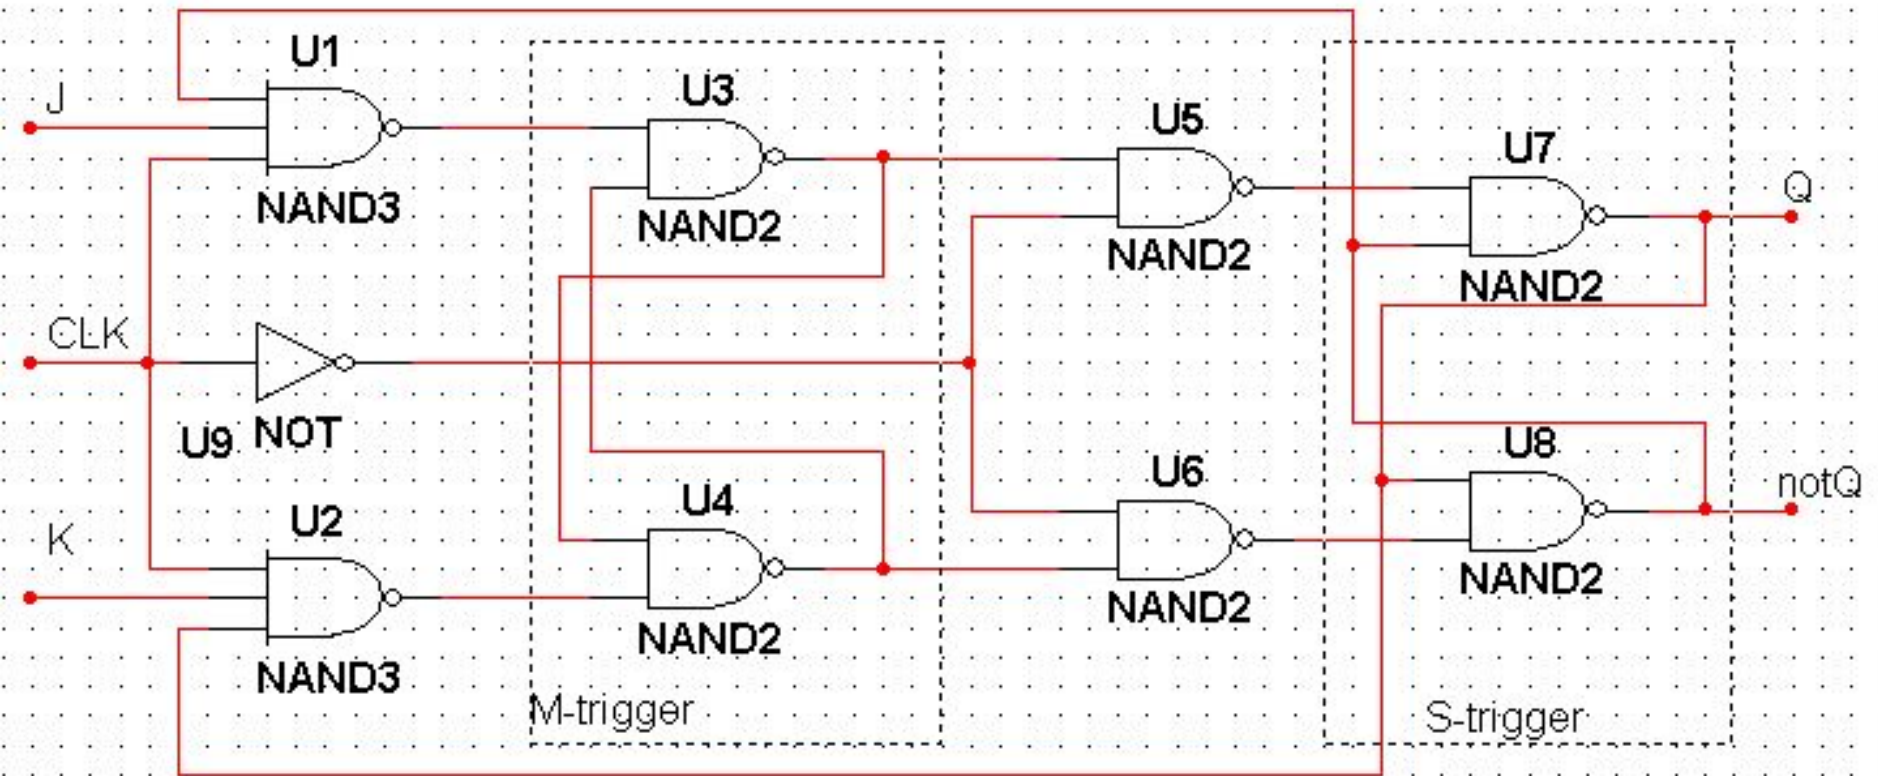 U1
J
NAND3
U3
NAND2
U5
NAND2
U7
NAND2
Q
CLK
U9
NOT
K
U2
NAND3
U4
NAND2
U6
NAND2
U8
NAND2
notQ
M-trigger
S-trigger